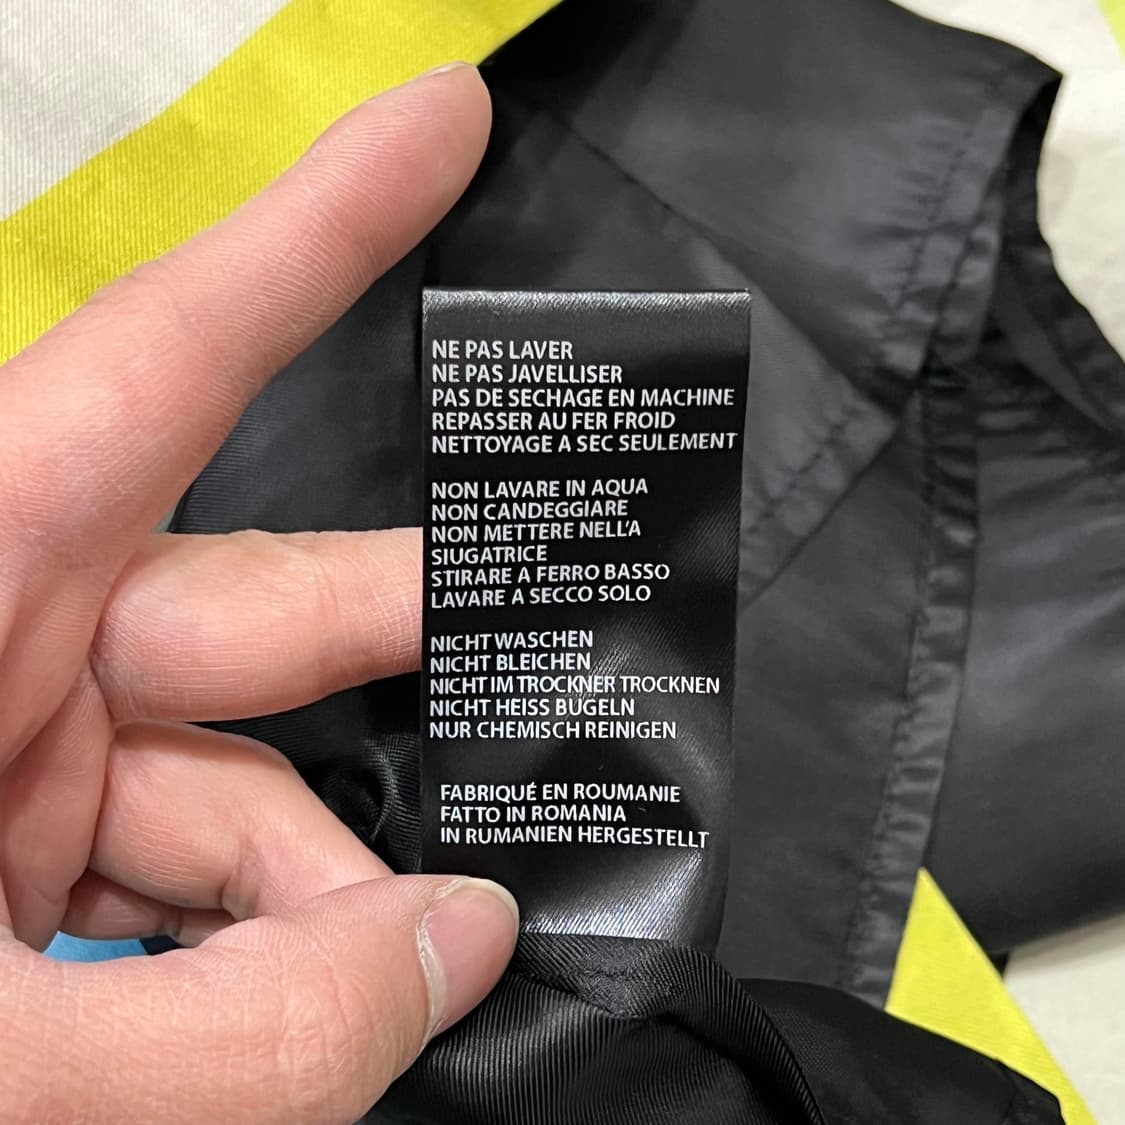 NE PAS LAVER
NE PAS JAVELLISER
PAS DE SECHAGE EN MACHINE
REPASSER AU FER FROID
NETTOYAGE A SEC SEULEMENT
NON LAVARE IN AQUA
NON CANDEGGIARE
NON METTERE NELL'A
SIUGATRICE
STIRARE A FERRO BASSO
LAVARE A SECCO SOLO
NICHT WASCHEN
NICHT BLEICHEN
NICHT IM TROCKNER TROCKNEN
NICHT HEISS BUGELN
NUR CHEMISCH REINIGEN
FABRIQUÉ EN ROUMANIE
FATTO IN ROMANIA
IN RUMANIEN HERGESTELLT